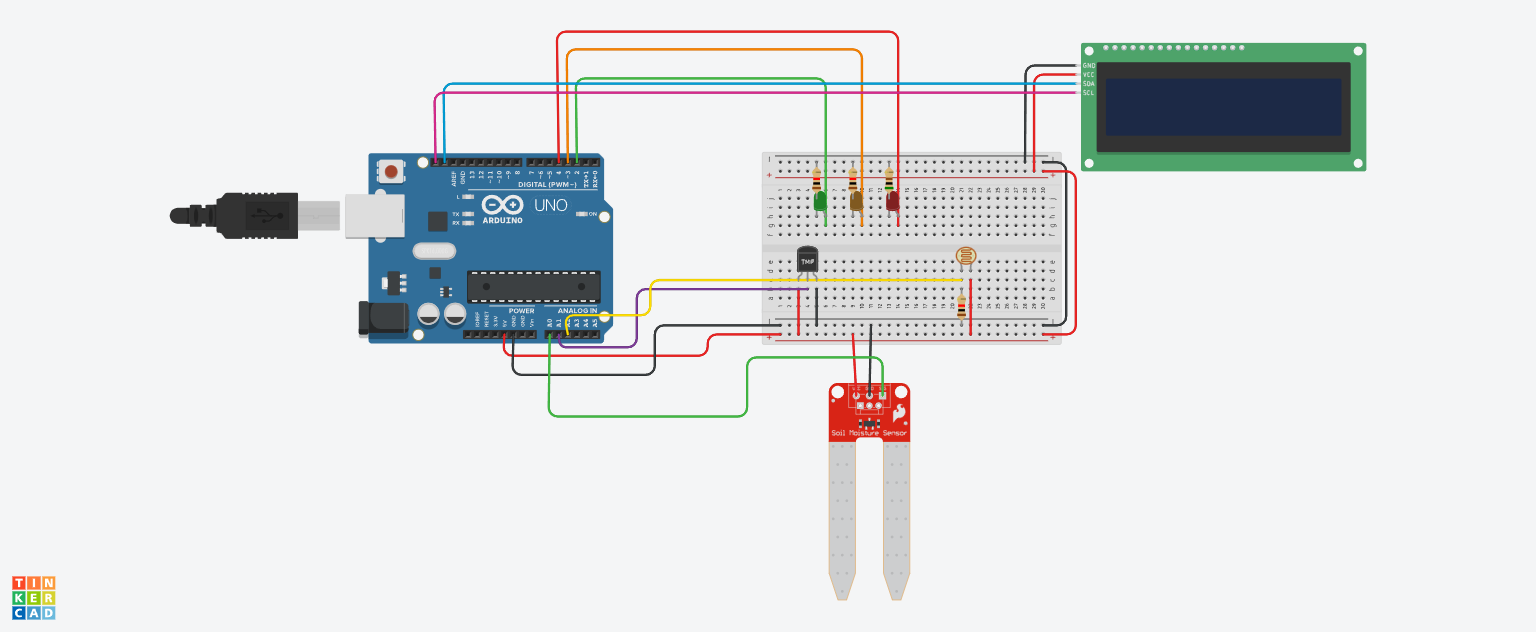 GND
VCC
SDA
SCL
AREF
GND
13
12
~11
~10
~9
8
7
~6
~5
4
~3
2
TX→1
RX←0
DIGITAL (PWM~)
L
TX
RX
ARDUINO
UNO
ON
TMP
POWER
ANALOG IN
IOREF
RESET
3.3V
5V
GND
GND
Vin
A0
A1
A2
A3
A4
A5
Soil Moisture Sensor
TIN
KER
CAD